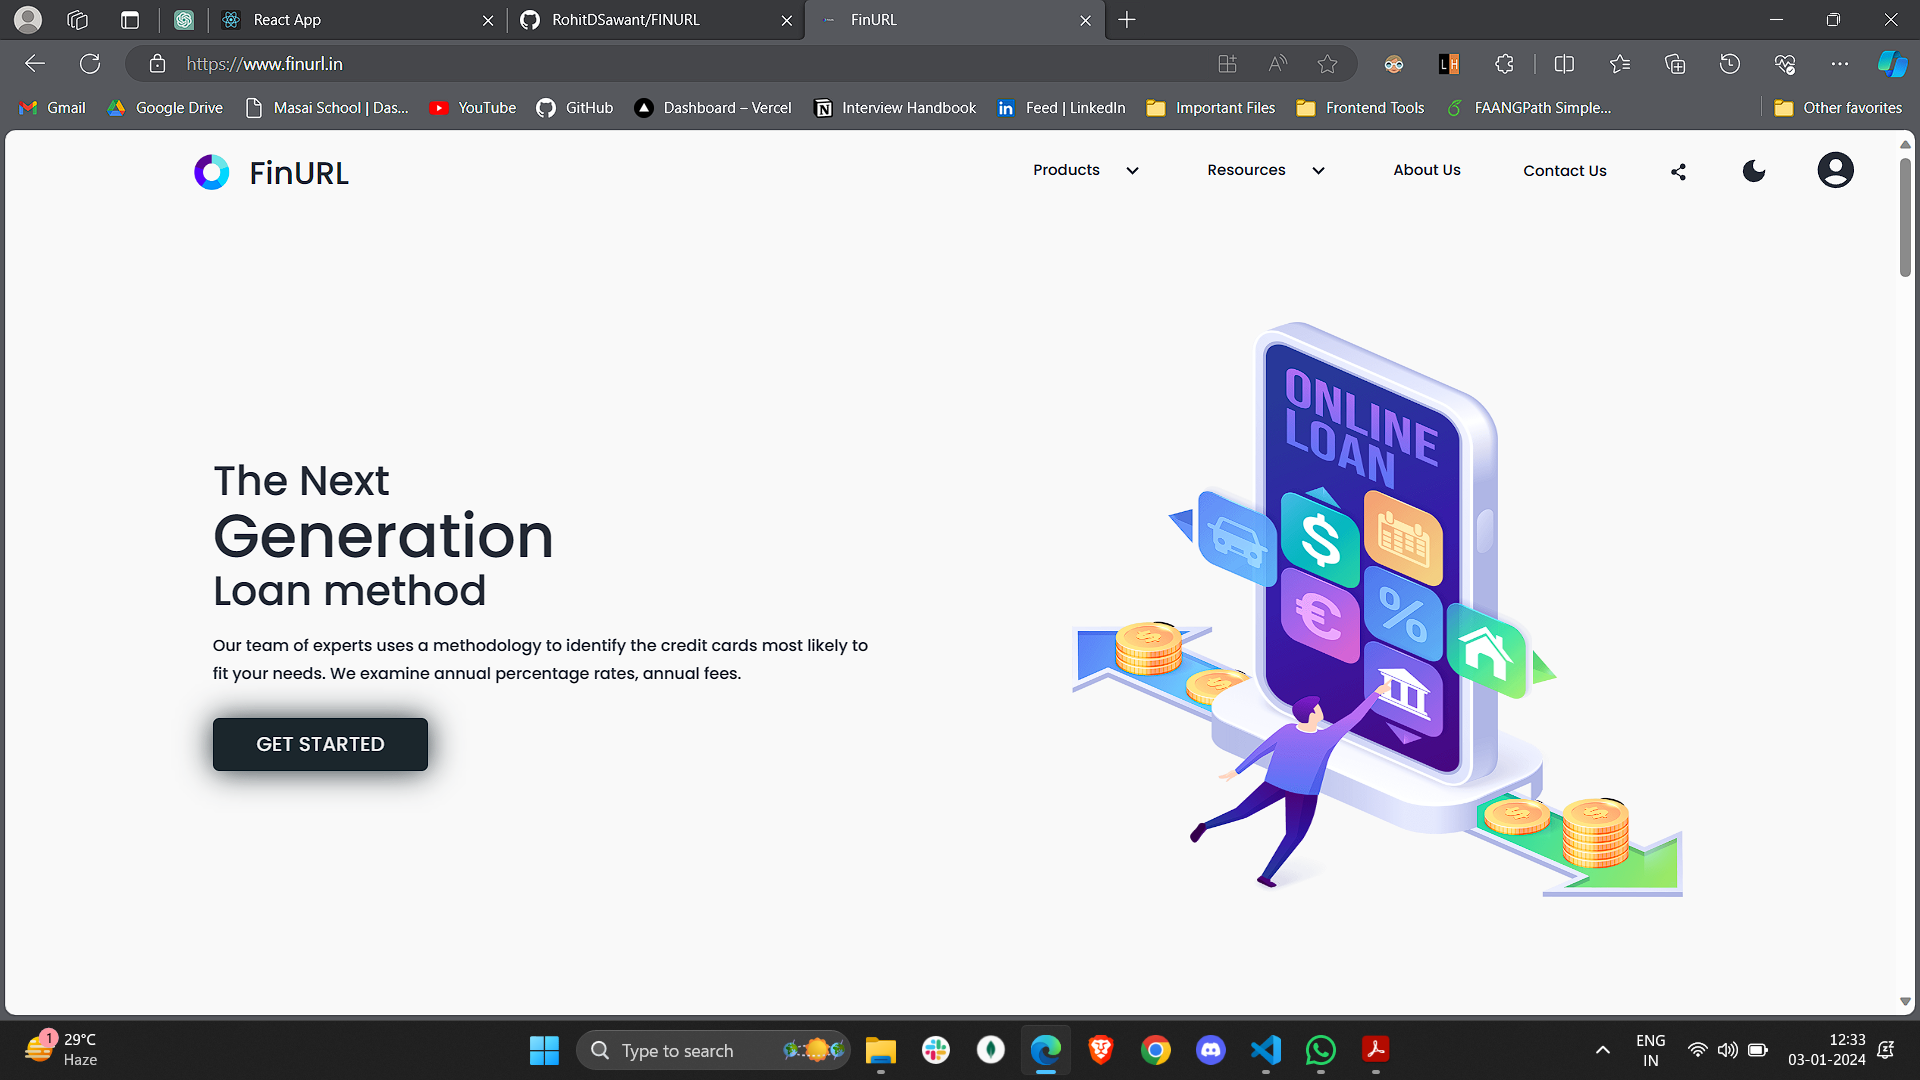 React App
RohitDSawant/FINURL
FinURL
https://www.finurl.in
Gmail
Google Drive
Masai School | Das...
YouTube
GitHub
Dashboard – Vercel
Interview Handbook
Feed | LinkedIn
Important Files
Frontend Tools
FAANGPath Simple...
Other favorites
FinURL
Products
Resources
About Us
Contact Us
ONLINE
LOAN
The Next
Generation
Loan method
Our team of experts uses a methodology to identify the credit cards most likely to
fit your needs. We examine annual percentage rates, annual fees.
GET STARTED
1
29°C
Haze
Type to search
ENG
IN
12:33
03-01-2024